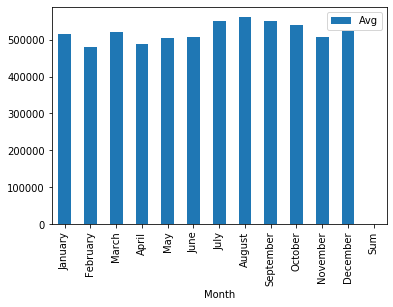 Avg
500000
400000
300000
200000
100000
0
January
February
March
April
May
June
July
August
September
October
November
December
Sum
Month